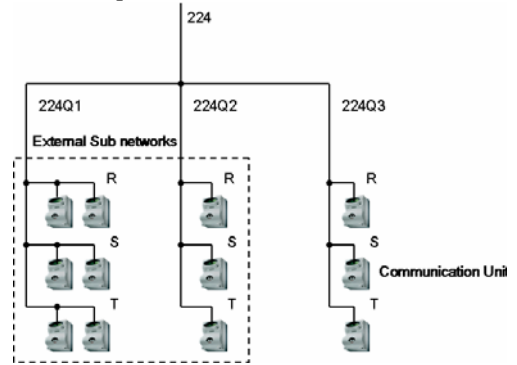 224
224Q1 224Q2 224Q3
External Sub networks
R R R
S S S
Communication Unit
T T T